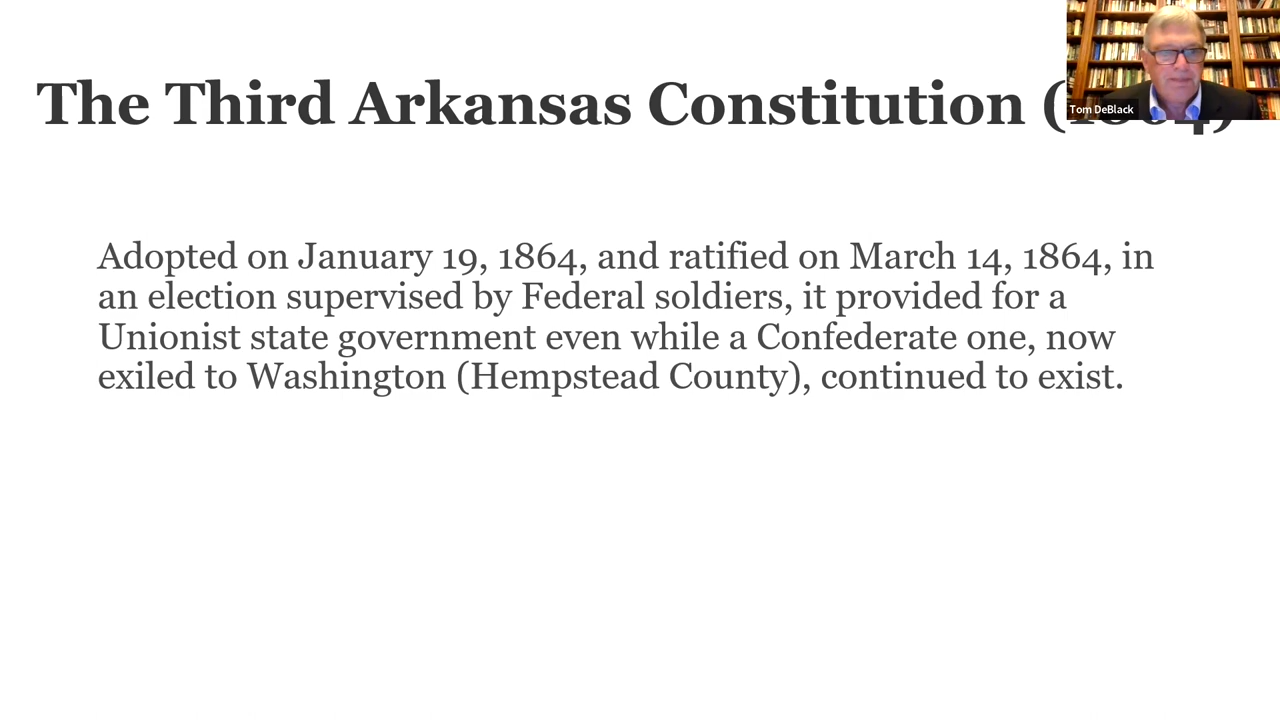 The Third Arkansas Constitution (1864)
Tom DeBlack
Adopted on January 19, 1864, and ratified on March 14, 1864, in
an election supervised by Federal soldiers, it provided for a
Unionist state government even while a Confederate one, now
exiled to Washington (Hempstead County), continued to exist.